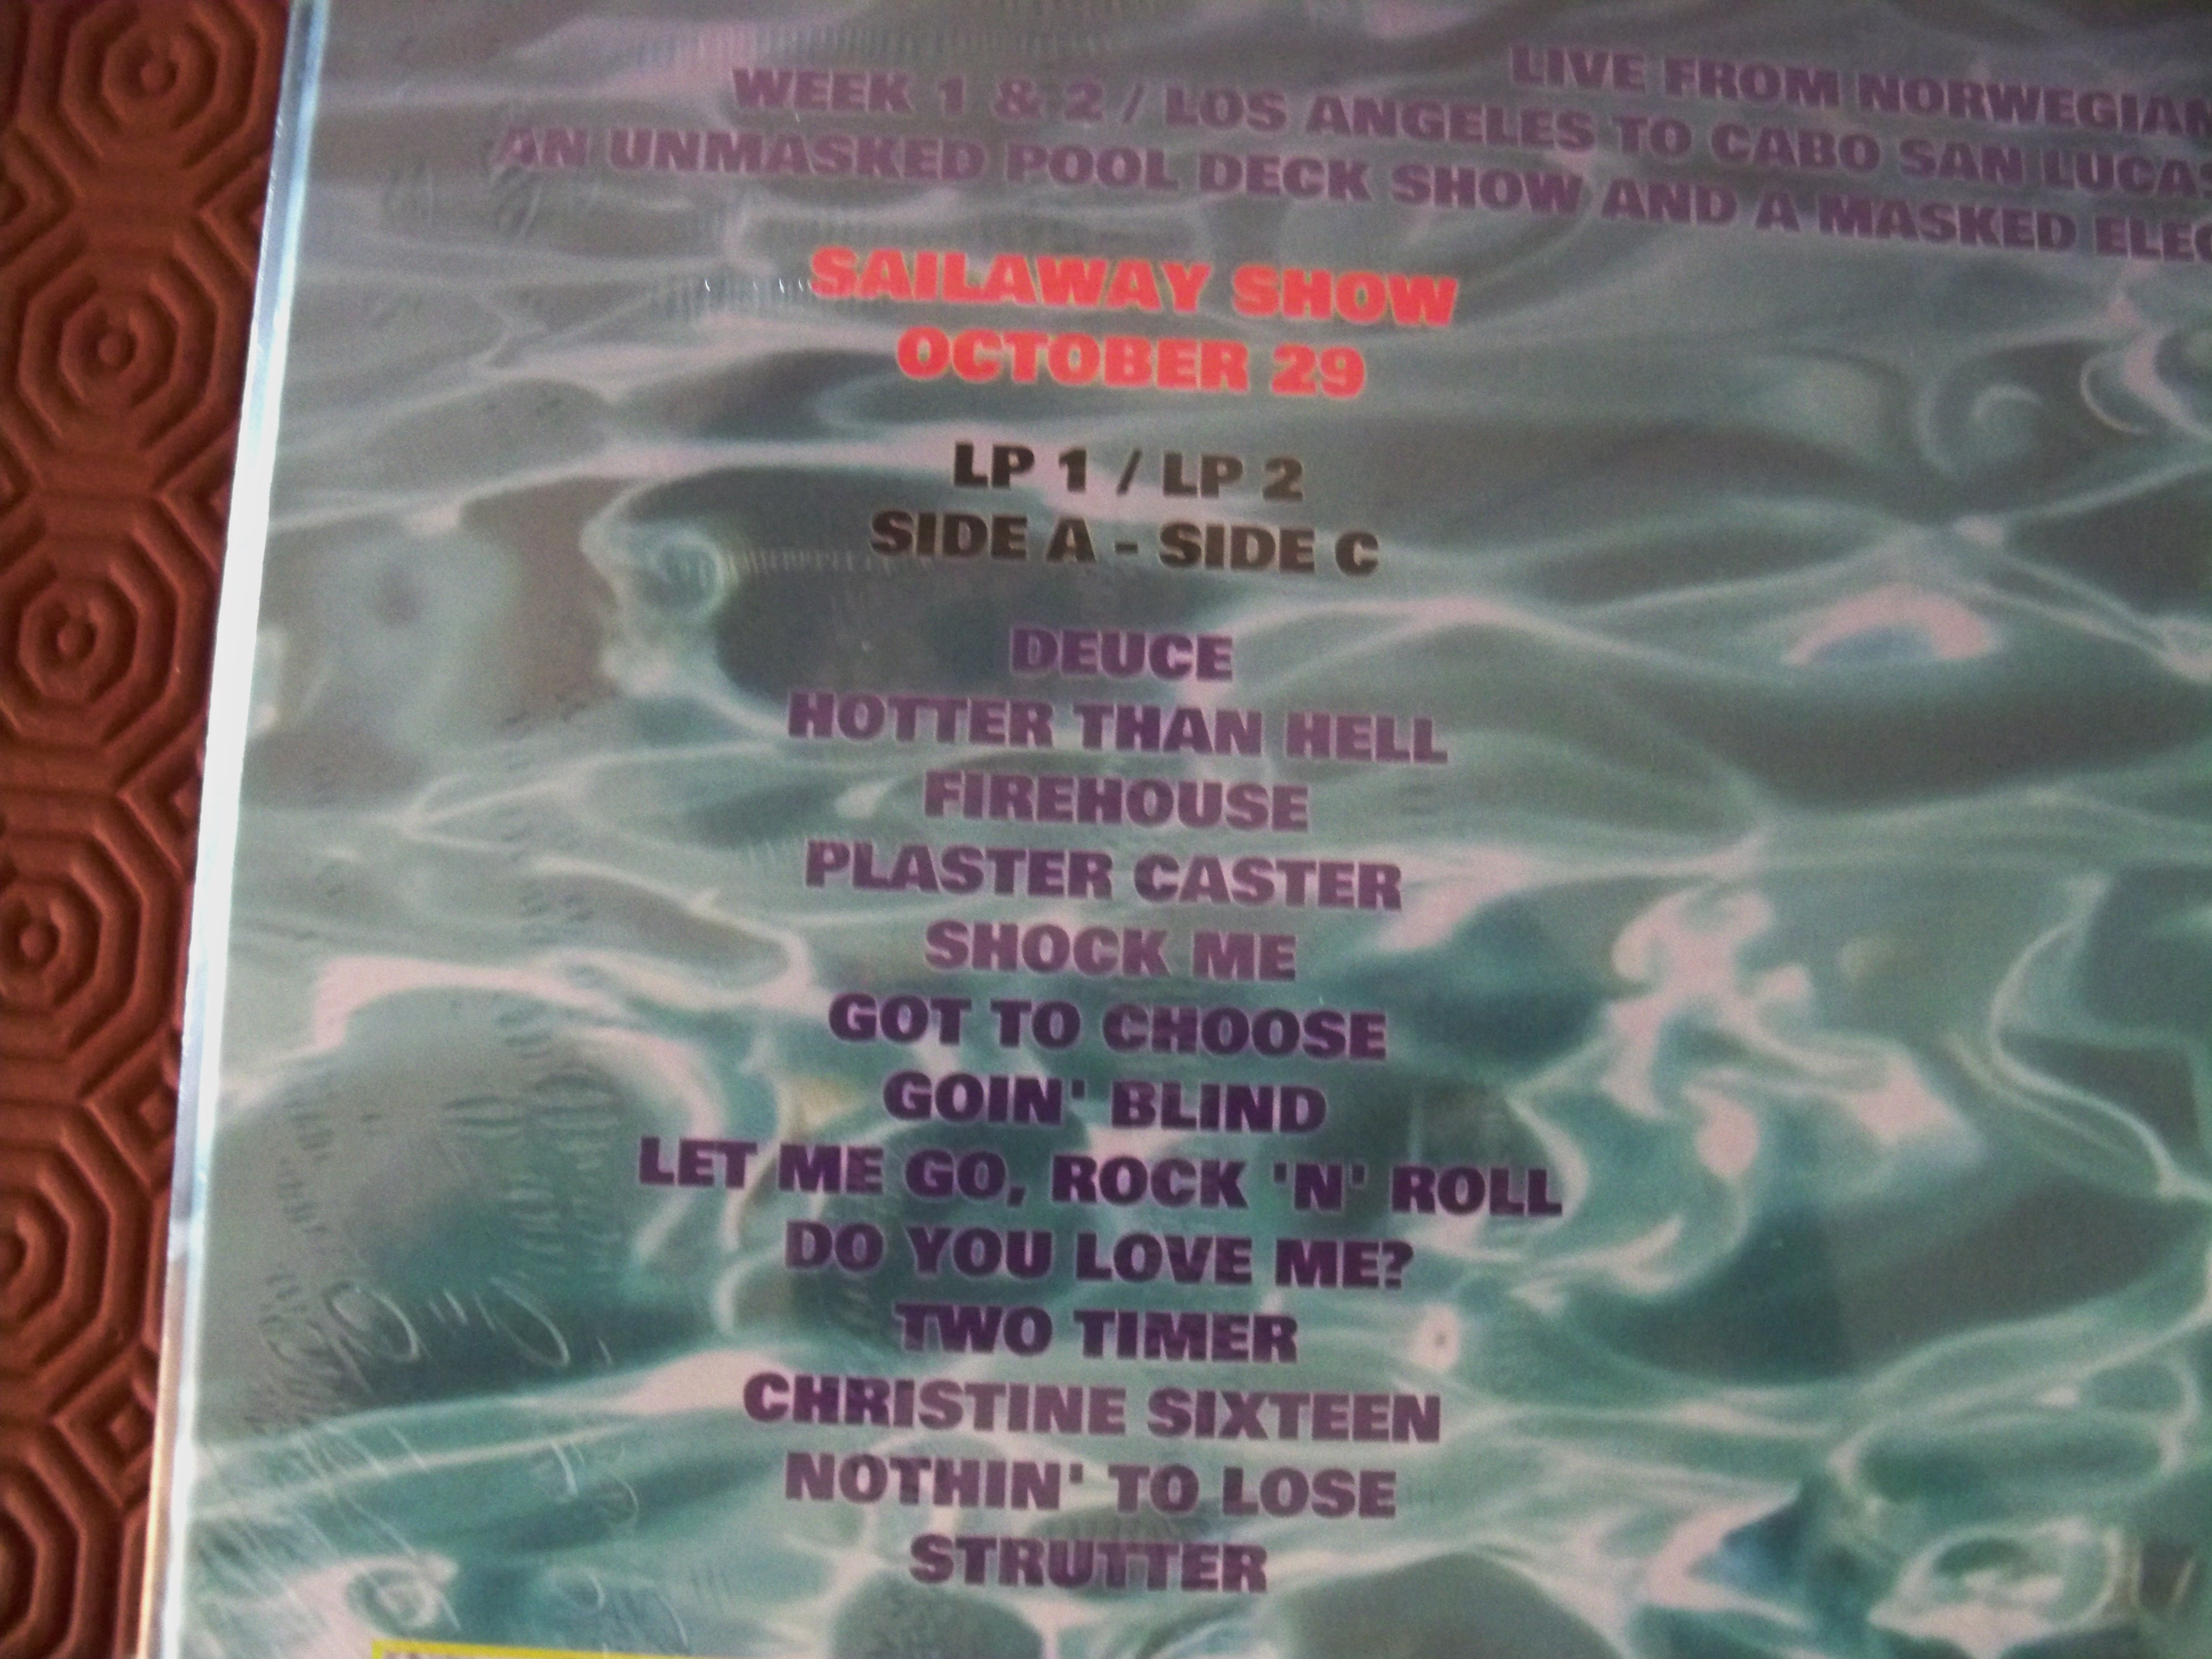 LIVE FROM NORWEGIAN
WEEK 1 & 2 / LOS ANGELES TO CABO SAN LUCAS
AN UNMASKED POOL DECK SHOW AND A MASKED
SAILAWAY SHOW
OCTOBER 29
LP 1 / LP 2
SIDE A - SIDE C
DEUCE
HOTTER THAN HELL
FIREHOUSE
PLASTER CASTER
SHOCK ME
GOT TO CHOOSE
GOIN' BLIND
LET ME GO, ROCK 'N' ROLL
DO YOU LOVE ME?
TWO TIMER
CHRISTINE SIXTEEN
NOTHIN' TO LOSE
STRUTTER